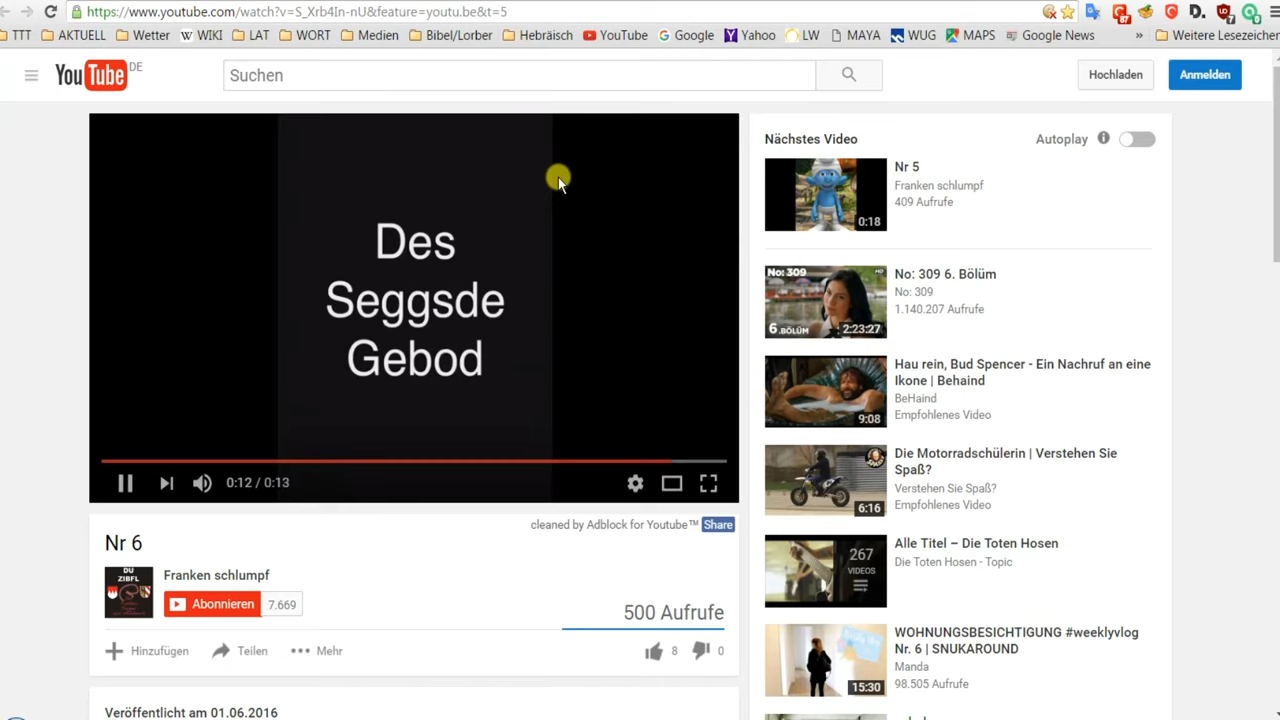 https://www.youtube.com/watch?v=S_Xrb4In-nU&feature=youtu.be&t=5
TTT AKTUELL Wetter W WIKI LAT WORT Medien Bibel/Lorber Hebräisch YouTube Google Yahoo LW MAYA WUG MAPS Google News » Weitere Lesezeichen
YouTube DE
Suchen
Hochladen
Anmelden
Des
Seggsde
Gebod
0:12 / 0:13
cleaned by Adblock for Youtube™ Share
Nr 6
DU
ZIBFL
Franken schlumpf
Abonnieren 7.669
500 Aufrufe
Hinzufügen Teilen Mehr 8 0
Veröffentlicht am 01.06.2016
Nächstes Video Autoplay
0:18
Nr 5
Franken schlumpf
409 Aufrufe
No: 309 HD
6.BÖLÜM 2:23:27
No: 309 6. Bölüm
No: 309
1.140.207 Aufrufe
9:08
Hau rein, Bud Spencer - Ein Nachruf an eine
Ikone | Behaind
BeHaind
Empfohlenes Video
6:16
Die Motorradschülerin | Verstehen Sie
Spaß?
Verstehen Sie Spaß?
Empfohlenes Video
267
VIDEOS
Alle Titel – Die Toten Hosen
Die Toten Hosen - Topic
15:30
WOHNUNGSBESICHTIGUNG #weeklyvlog
Nr. 6 | SNUKAROUND
Manda
98.505 Aufrufe